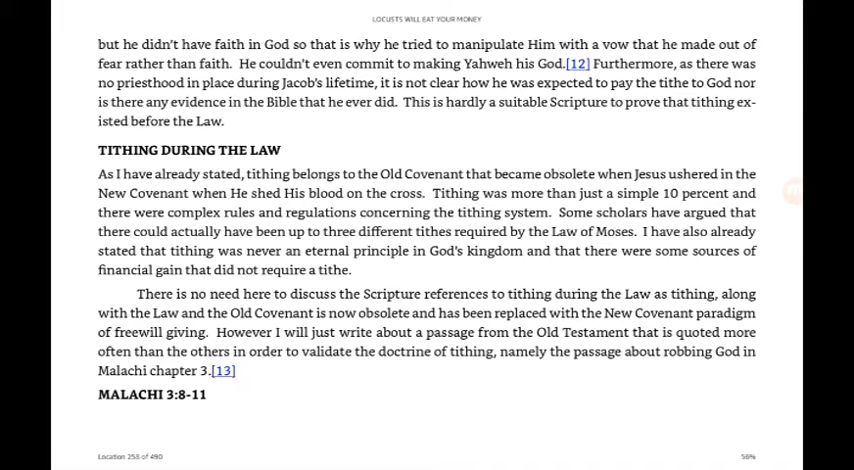 LOCUSTS WILL EAT YOUR MONEY
but he didn't have faith in God so that is why he tried to manipulate Him with a vow that he made out of
fear rather than faith. He couldn't even commit to making Yahweh his God.[12] Furthermore, as there was
no priesthood in place during Jacob's lifetime, it is not clear how he was expected to pay the tithe to God nor
is there any evidence in the Bible that he ever did. This is hardly a suitable Scripture to prove that tithing ex-
isted before the Law.
TITHING DURING THE LAW
As I have already stated, tithing belongs to the Old Covenant that became obsolete when Jesus ushered in the
New Covenant when He shed His blood on the cross. Tithing was more than just a simple 10 percent and
there were complex rules and regulations concerning the tithing system. Some scholars have argued that
there could actually have been up to three different tithes required by the Law of Moses. I have also already
stated that tithing was never an eternal principle in God's kingdom and that there were some sources of
financial gain that did not require a tithe.
There is no need here to discuss the Scripture references to tithing during the Law as tithing, along
with the Law and the Old Covenant is now obsolete and has been replaced with the New Covenant paradigm
of freewill giving. However I will just write about a passage from the Old Testament that is quoted more
often than the others in order to validate the doctrine of tithing, namely the passage about robbing God in
Malachi chapter 3.[13]
MALACHI 3:8-11
Location 258 of 490
56%